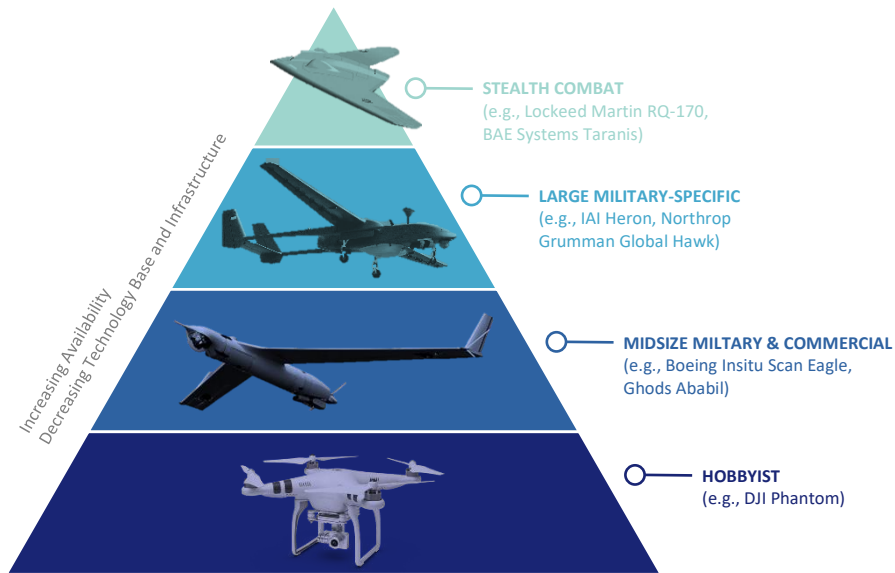 STEALTH COMBAT
(e.g., Lockeed Martin RQ-170,
BAE Systems Taranis)
LARGE MILITARY-SPECIFIC
(e.g., IAI Heron, Northrop
Grumman Global Hawk)
Increasing Availability
Decreasing Technology Base and Infrastructure
MIDSIZE MILTARY & COMMERCIAL
(e.g., Boeing Insitu Scan Eagle,
Ghods Ababil)
HOBBYIST
(e.g., DJI Phantom)